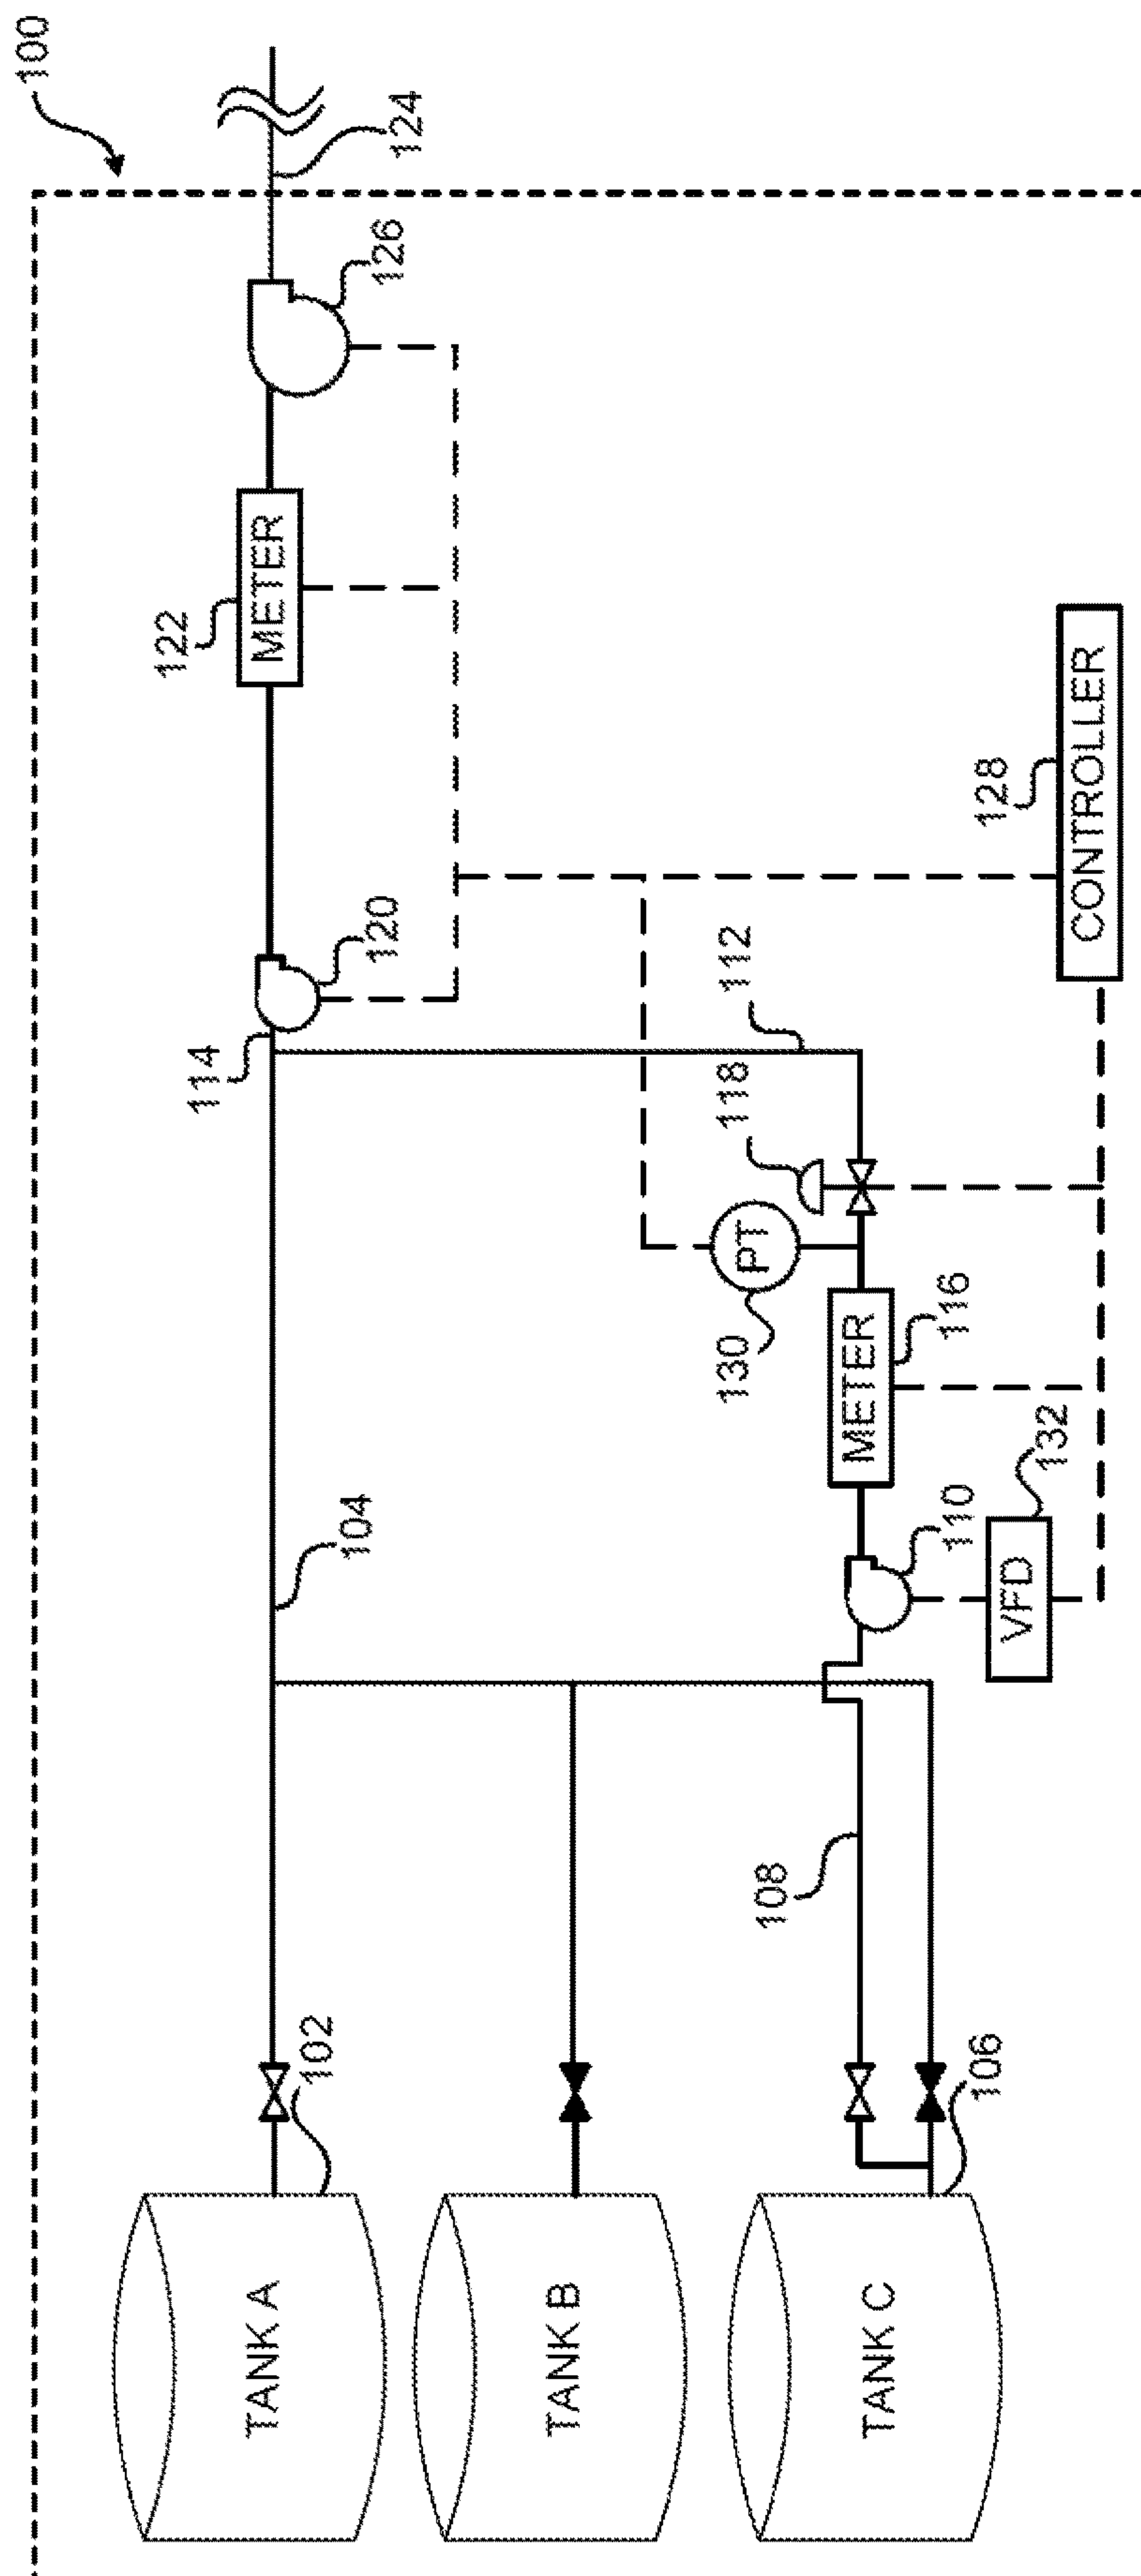 100
124
126
METER
122
120
114
112
118
PT
130
METER
116
128
CONTROLLER
104
110
VFD
132
108
102
106
TANK A
TANK B
TANK C